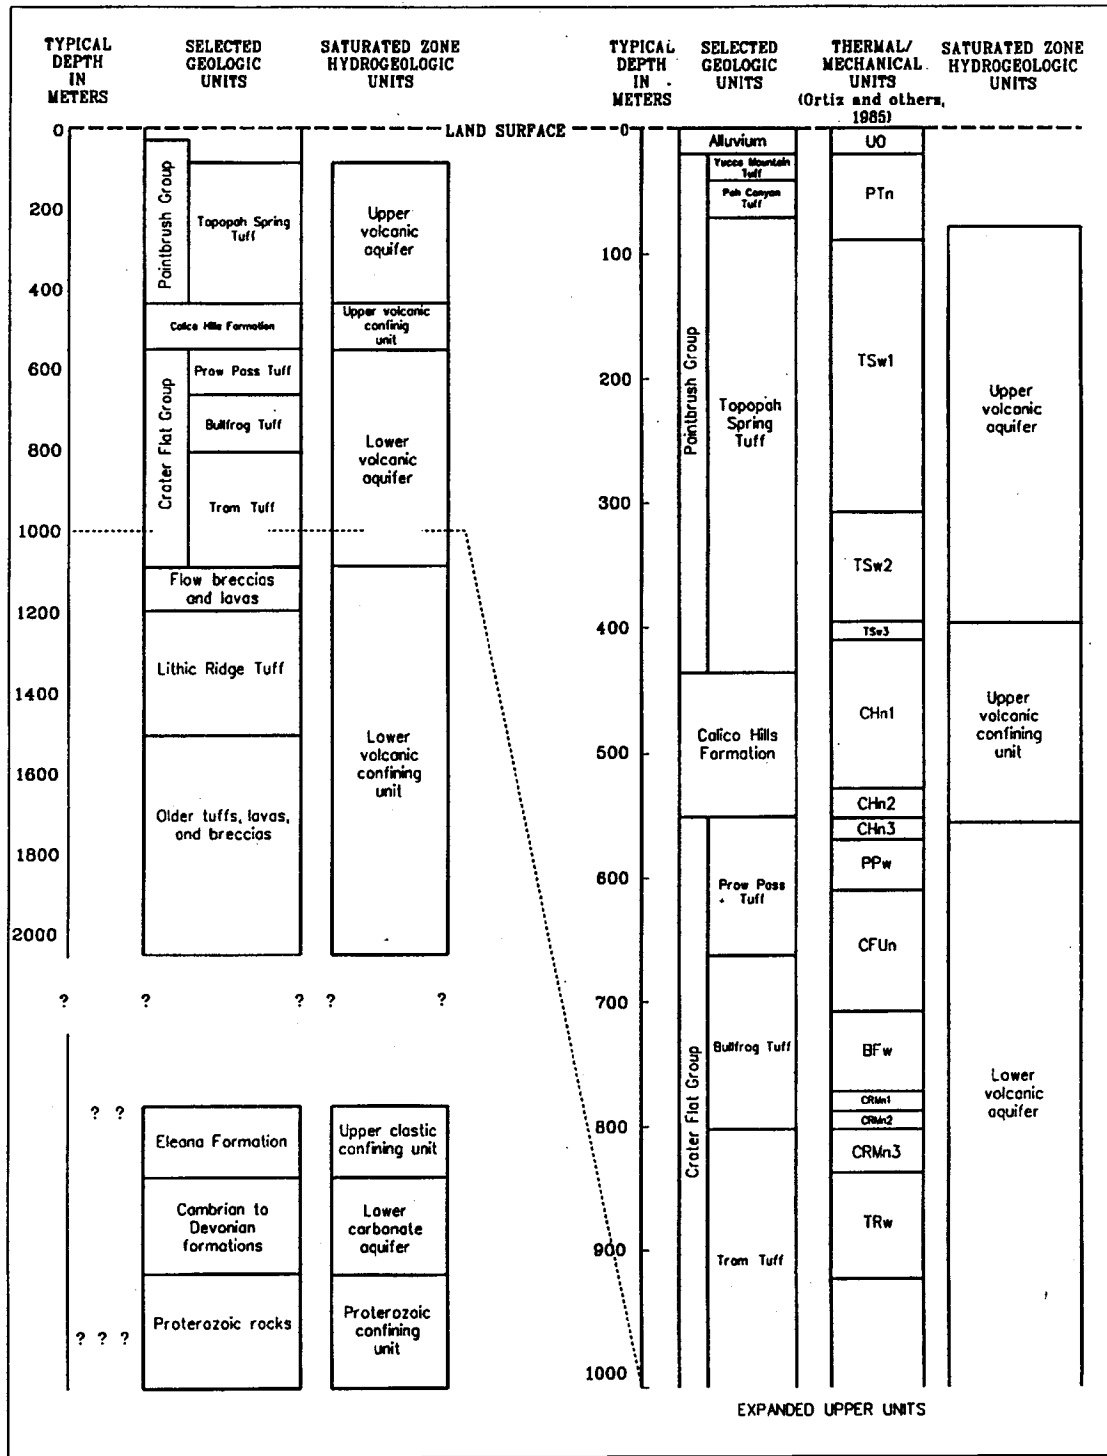 TYPICAL
DEPTH
IN
METERS
SELECTED
GEOLOGIC
UNITS
SATURATED ZONE
HYDROGEOLOGIC
UNITS
0
200
400
600
800
1000
1200
1400
1600
1800
2000
Paintbrush Group
Topopah Spring
Tuff
Calico Hills Formation
Crater Flat Group
Prow Pass Tuff
Bullfrog Tuff
Tram Tuff
Flow breccias
and lavas
Lithic Ridge Tuff
Older tuffs, lavas,
and breccias
Upper
volcanic
aquifer
Upper volcanic
confinig
unit
Lower
volcanic
aquifer
Lower
volcanic
confining
unit
? ? ? ? ?
? ?
Eleana Formation
Upper clastic
confining unit
Cambrian to
Devonian
formations
Lower
carbonate
aquifer
? ? ?
Proterozoic rocks
Proterozoic
confining
unit
LAND SURFACE
TYPICAL
DEPTH
IN
METERS
SELECTED
GEOLOGIC
UNITS
THERMAL/
MECHANICAL
UNITS
(Ortiz and others,
1985)
SATURATED ZONE
HYDROGEOLOGIC
UNITS
0
100
200
300
400
500
600
700
800
900
1000
Alluvium
Paintbrush Group
Yucca Mountain
Tuff
Pah Canyon
Tuff
Topopah
Spring
Tuff
Calico Hills
Formation
Crater Flat Group
Prow Pass
Tuff
Bullfrog Tuff
Tram Tuff
UO
PTn
TSw1
TSw2
TSw3
CHn1
CHn2
CHn3
PPw
CFUn
BFw
CRMn1
CRMn2
CRMn3
TRw
Upper
volcanic
aquifer
Upper
volcanic
confining
unit
Lower
volcanic
aquifer
EXPANDED UPPER UNITS